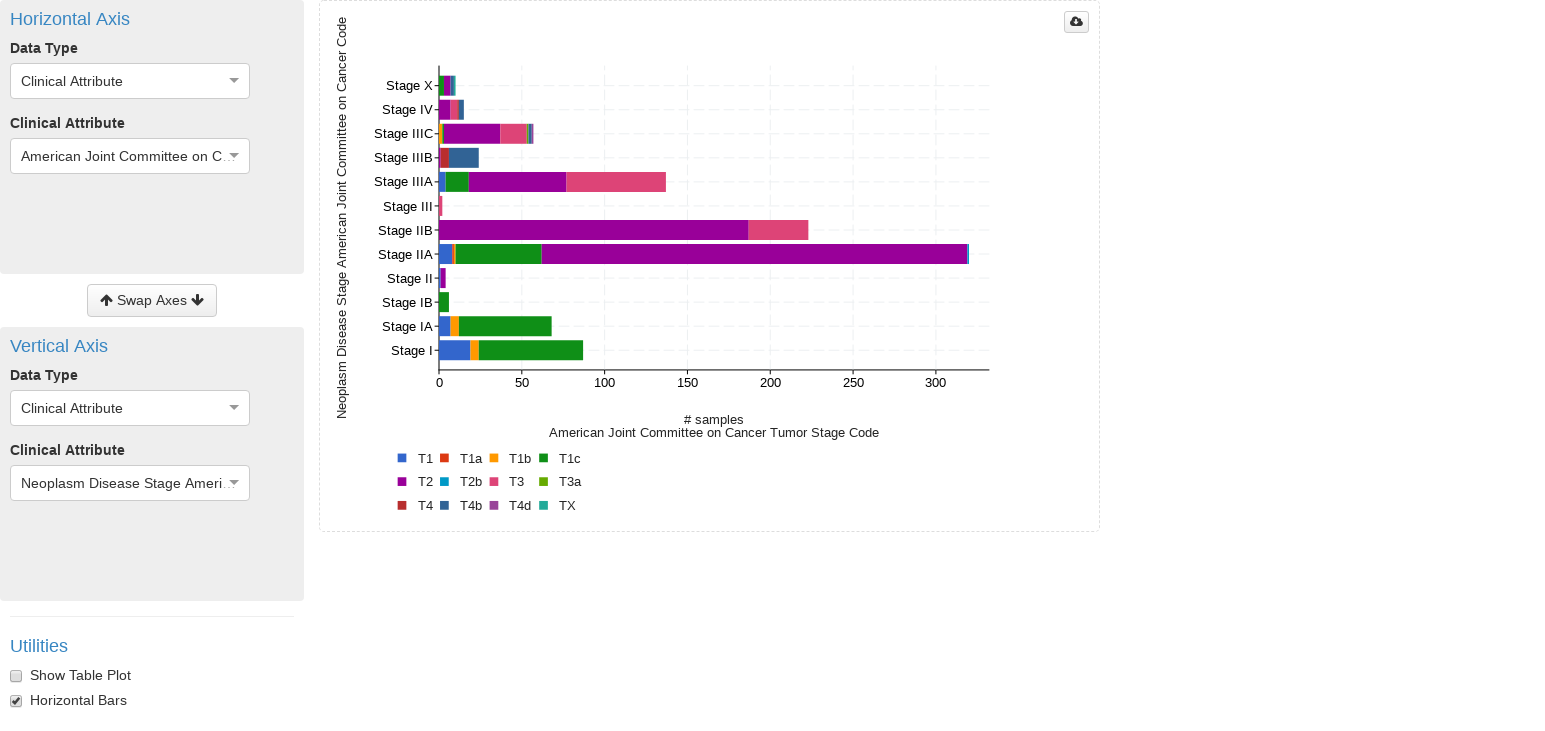 Horizontal Axis
Data Type
Clinical Attribute
Clinical Attribute
American Joint Committee on C...
Swap Axes
Vertical Axis
Data Type
Clinical Attribute
Clinical Attribute
Neoplasm Disease Stage Ameri...
Utilities
Show Table Plot
Horizontal Bars
Neoplasm Disease Stage American Joint Committee on Cancer Code
Stage X
Stage IV
Stage IIIC
Stage IIIB
Stage IIIA
Stage III
Stage IIB
Stage IIA
Stage II
Stage IB
Stage IA
Stage I
0 50 100 150 200 250 300
# samples
American Joint Committee on Cancer Tumor Stage Code
T1 T1a T1b T1c
T2 T2b T3 T3a
T4 T4b T4d TX